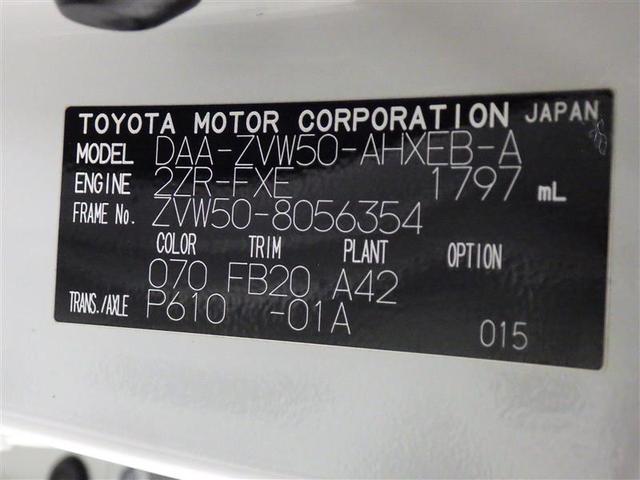 TOYOTA MOTOR CORPORATION JAPAN
MODEL DAA-ZVW50-AHXEB-A
ENGINE 2ZR-FXE 1797 mL
FRAME No. ZVW50-8056354
COLOR TRIM PLANT OPTION
070 FB20 A42
TRANS./AXLE P610 -01A
015